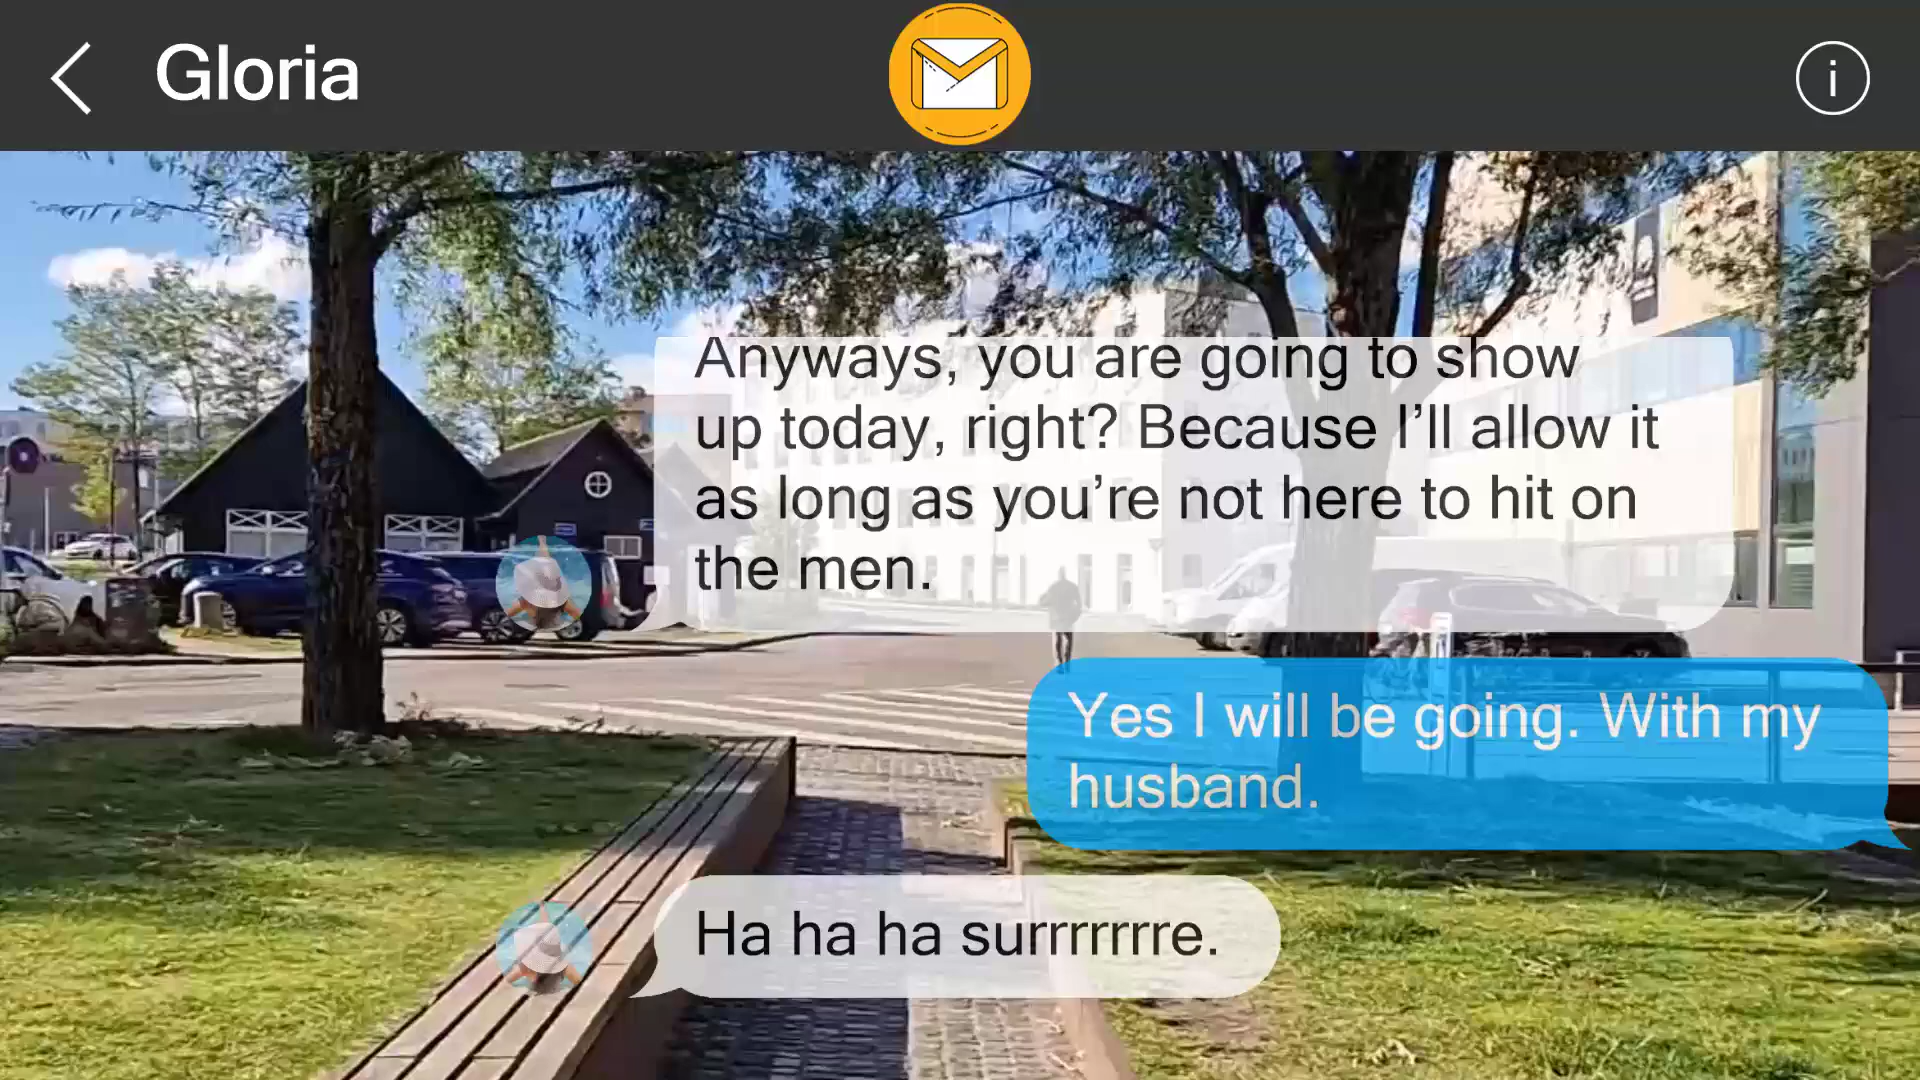 Gloria
Anyways, you are going to show
up today, right? Because I’ll allow it
as long as you’re not here to hit on
the men.
Yes I will be going. With my
husband.
Ha ha ha surrrrrrre.